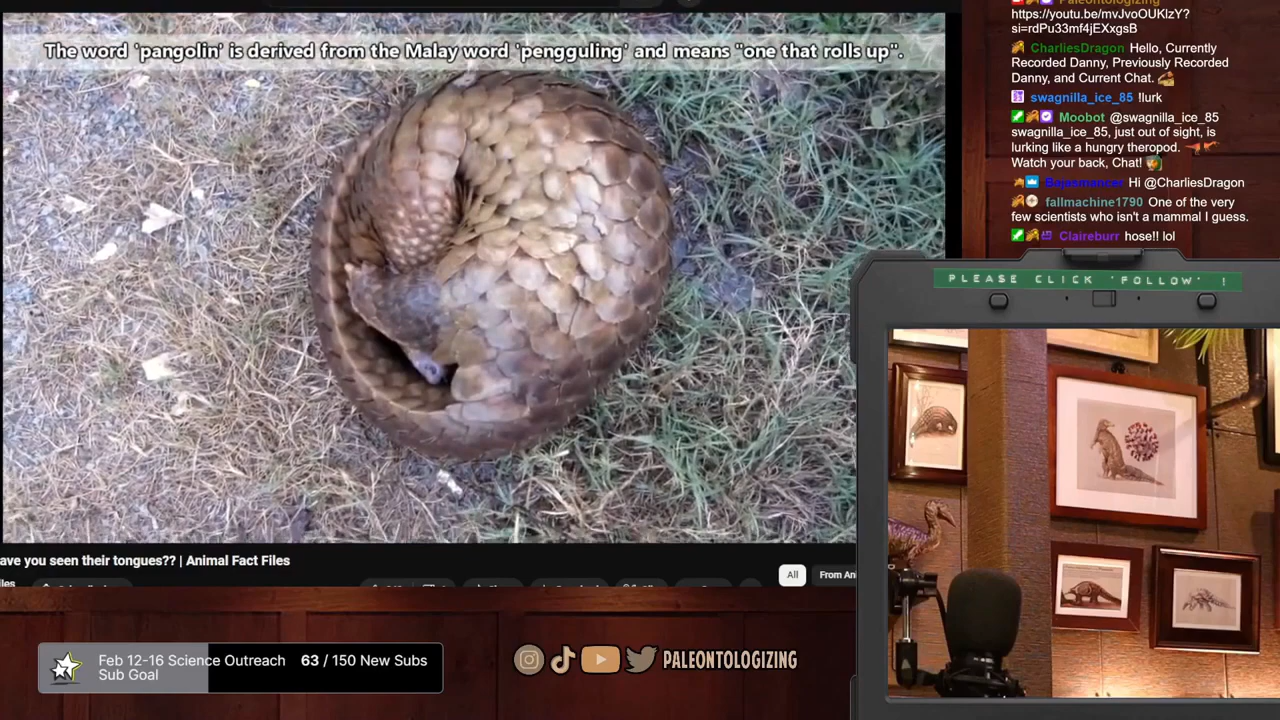 The word 'pangolin' is derived from the Malay word 'pengguling' and means "one that rolls up".
ave you seen their tongues?? | Animal Fact Files
All
From Ani
Feb 12-16 Science Outreach
Sub Goal
63 / 150 New Subs
PALEONTOLOGIZING
Paleontologizing
https://youtu.be/mvJvoOUKlzY?
si=rdPu33mf4jEXxgsB
CharliesDragon Hello, Currently
Recorded Danny, Previously Recorded
Danny, and Current Chat.
swagnilla_ice_85 !lurk
Moobot @swagnilla_ice_85
swagnilla_ice_85, just out of sight, is
lurking like a hungry theropod.
Watch your back, Chat!
Bajasmancer Hi @CharliesDragon
fallmachine1790 One of the very
few scientists who isn't a mammal I guess.
Claireburr hose!! lol
PLEASE CLICK 'FOLLOW' !